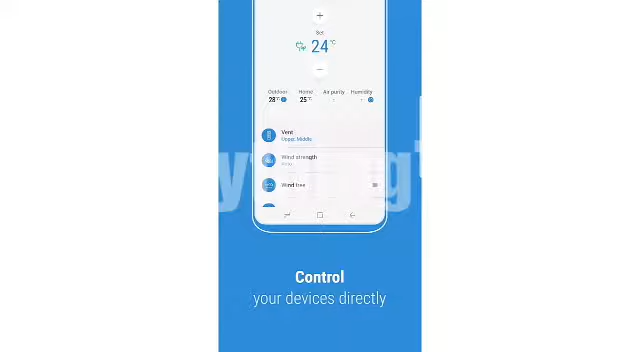 +
Set
24°C
−
Outdoor Home Air purity Humidity
28°C 25°C - -
Vent
Upper, Middle
Wind strength
Wind free
Control
your devices directly